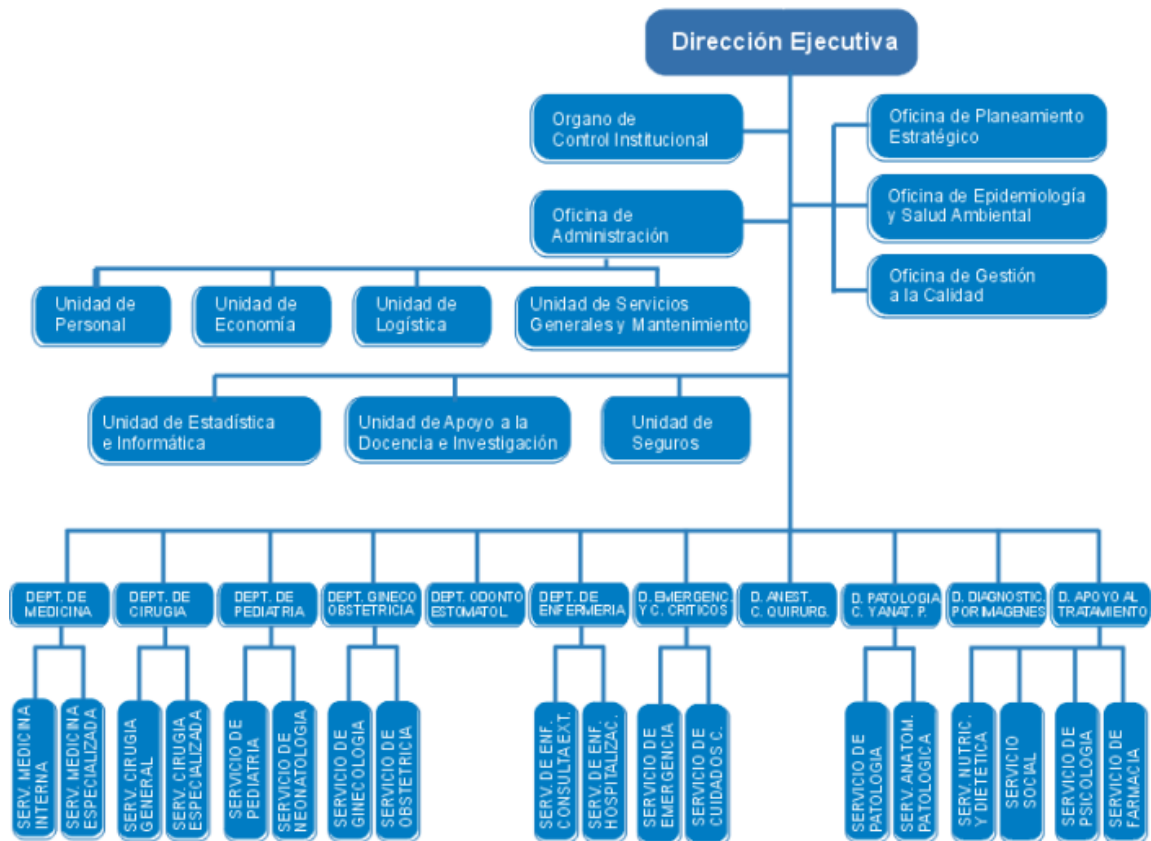 Dirección Ejecutiva
Organo de
Control Institucional
Oficina de Planeamiento
Estratégico
Oficina de
Administración
Oficina de Epidemiología
y Salud Ambiental
Oficina de Gestión
a la Calidad
Unidad de
Personal
Unidad de
Economía
Unidad de
Logística
Unidad de Servicios
Generales y Mantenimiento
Unidad de Estadística
e Informática
Unidad de Apoyo a la
Docencia e Investigación
Unidad de
Seguros
DEPT. DE
MEDICINA
DEPT. DE
CIRUGIA
DEPT. DE
PEDIATRIA
DEPT. GINECO
OBSTETRICIA
DEPT. ODONTO
ESTOMATOL.
DEPT. DE
ENFERMERIA
D. EMERGENC.
Y C. CRITICOS
D. ANEST.
C. QUIRURG.
D. PATOLOGIA
C. Y ANAT. P.
D. DIAGNOSTIC.
POR IMAGENES
D. APOYO AL
TRATAMIENTO
SERV. MEDICINA
INTERNA
SERV. MEDICINA
ESPECIALIZADA
SERV. CIRUGIA
GENERAL
SERV. CIRUGIA
ESPECIALIZADA
SERVICIO DE
PEDIATRIA
SERVICIO DE
NEONATOLOGIA
SERVICIO DE
GINECOLOGIA
SERVICIO DE
OBSTETRICIA
SERV. DE ENF.
CONSULTA EXT.
SERV. DE ENF.
HOSPITALIZAC.
SERVICIO DE
EMERGENCIA
SERVICIO DE
CUIDADOS C.
SERVICIO DE
PATOLOGIA
SERV. ANATOM.
PATOLOGICA
SERV. NUTRIC.
Y DIETETICA
SERVICIO
SOCIAL
SERVICIO DE
PSICOLOGIA
SERVICIO DE
FARMACIA